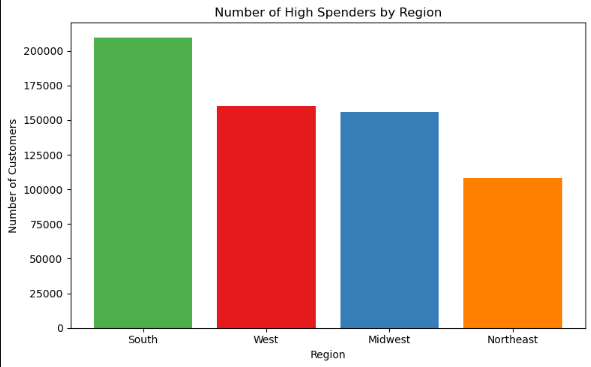 Number of High Spenders by Region
Number of Customers
200000
175000
150000
125000
100000
75000
50000
25000
0
South West Midwest Northeast
Region